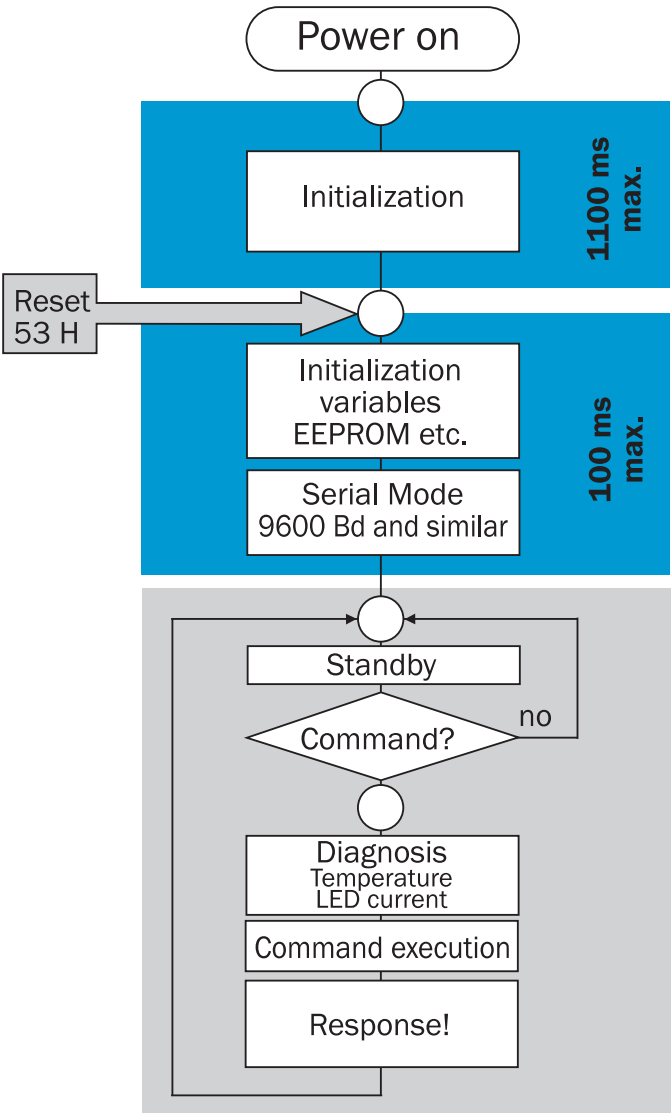 Power on
Initialization
1100 ms
max.
Reset
53 H
Initialization
variables
EEPROM etc.
100 ms
max.
Serial Mode
9600 Bd and similar
Standby
Command?
no
Diagnosis
Temperature
LED current
Command execution
Response!